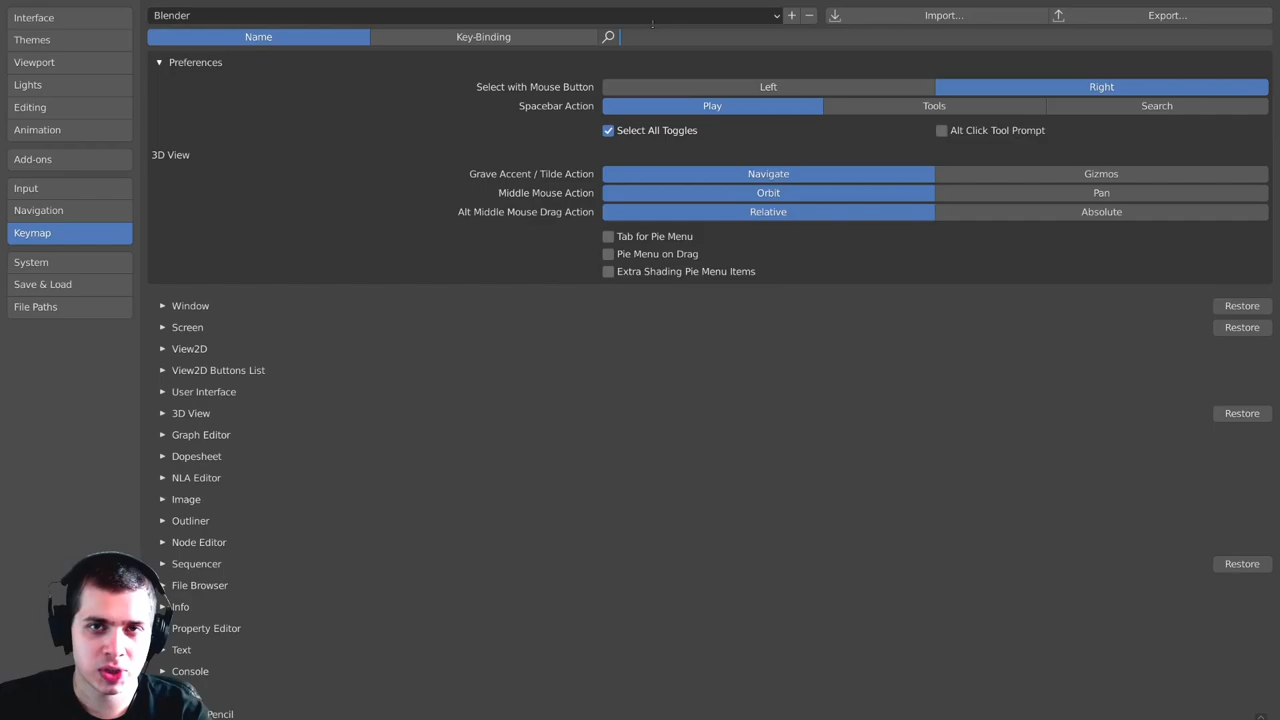 Interface
Themes
Viewport
Lights
Editing
Animation
Add-ons
Input
Navigation
Keymap
System
Save & Load
File Paths
Blender
Import...
Export...
Name
Key-Binding
Preferences
Select with Mouse Button
Left
Right
Spacebar Action
Play
Tools
Search
Select All Toggles
Alt Click Tool Prompt
3D View
Grave Accent / Tilde Action
Navigate
Gizmos
Middle Mouse Action
Orbit
Pan
Alt Middle Mouse Drag Action
Relative
Absolute
Tab for Pie Menu
Pie Menu on Drag
Extra Shading Pie Menu Items
Window
Restore
Screen
Restore
View2D
View2D Buttons List
User Interface
3D View
Restore
Graph Editor
Dopesheet
NLA Editor
Image
Outliner
Node Editor
Sequencer
Restore
File Browser
Info
Property Editor
Text
Console
Pencil